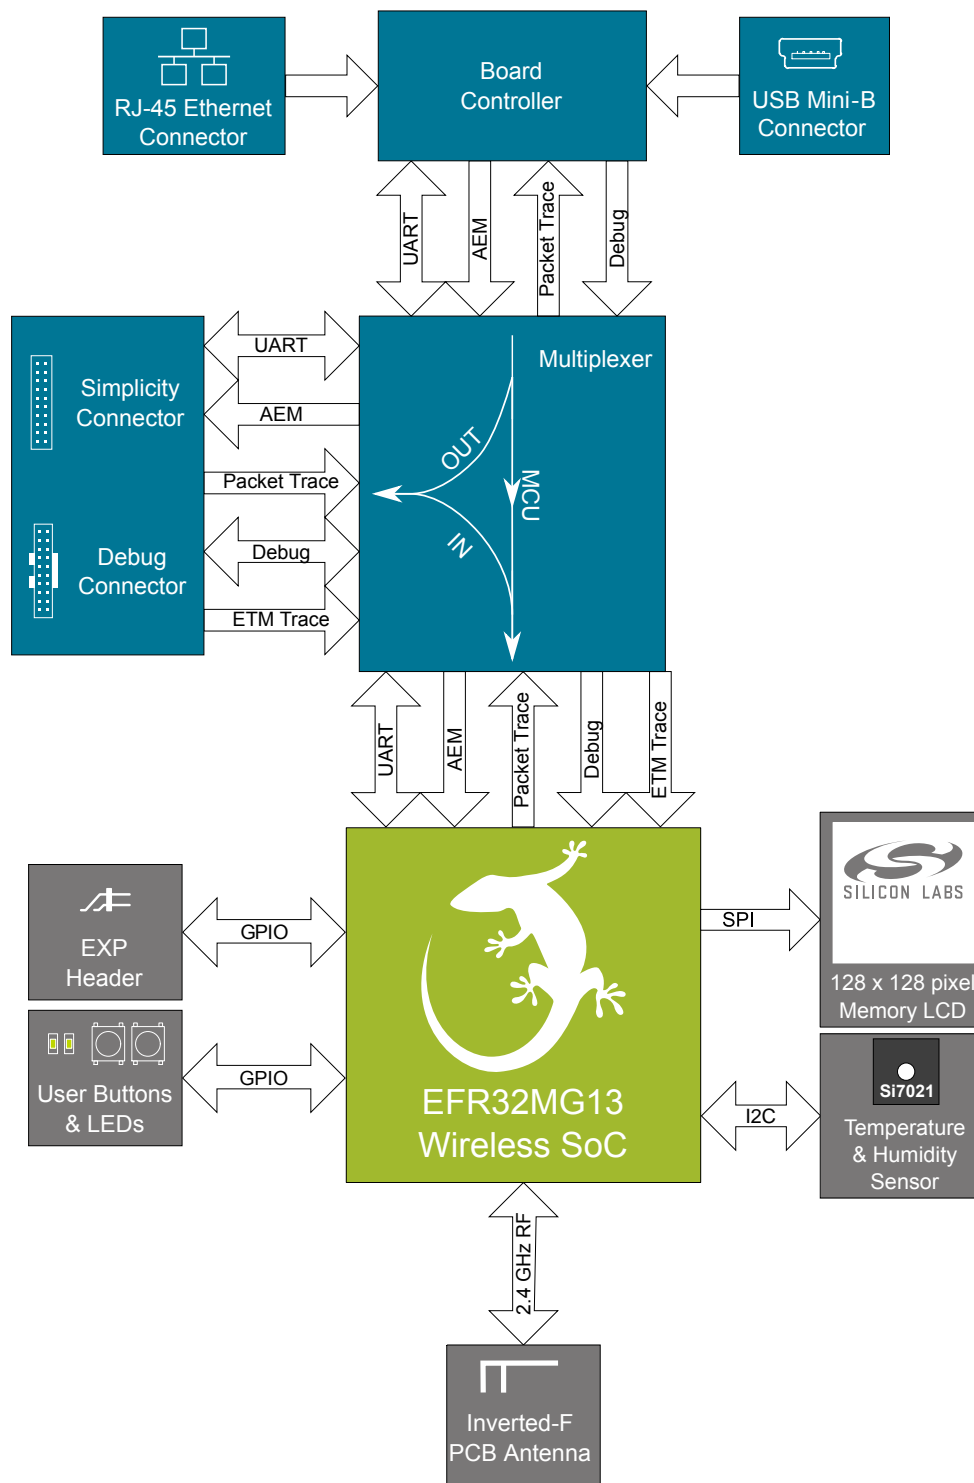 RJ-45 Ethernet
Connector
Board
Controller
USB Mini-B
Connector
UART
AEM
Packet Trace
Debug
Simplicity
Connector
Debug
Connector
UART
AEM
Packet Trace
Debug
ETM Trace
Multiplexer
OUT
MCU
IN
UART
AEM
Packet Trace
Debug
ETM Trace
EXP
Header
GPIO
User Buttons
& LEDs
GPIO
EFR32MG13
Wireless SoC
SPI
SILICON LABS
128 x 128 pixel
Memory LCD
I2C
Si7021
Temperature
& Humidity
Sensor
2.4 GHz RF
Inverted-F
PCB Antenna